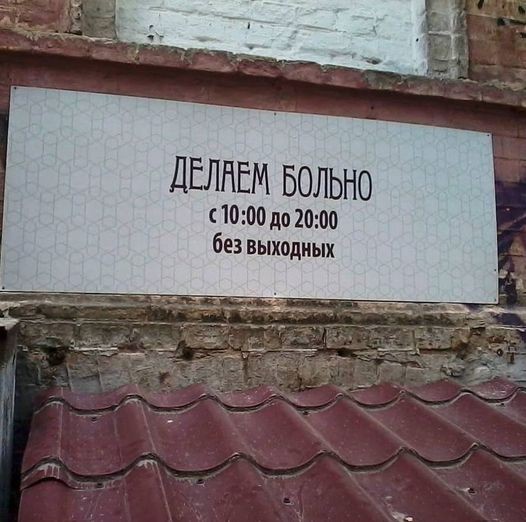 ДЕЛАЕМ БОЛЬНО
с 10:00 до 20:00
без выходных